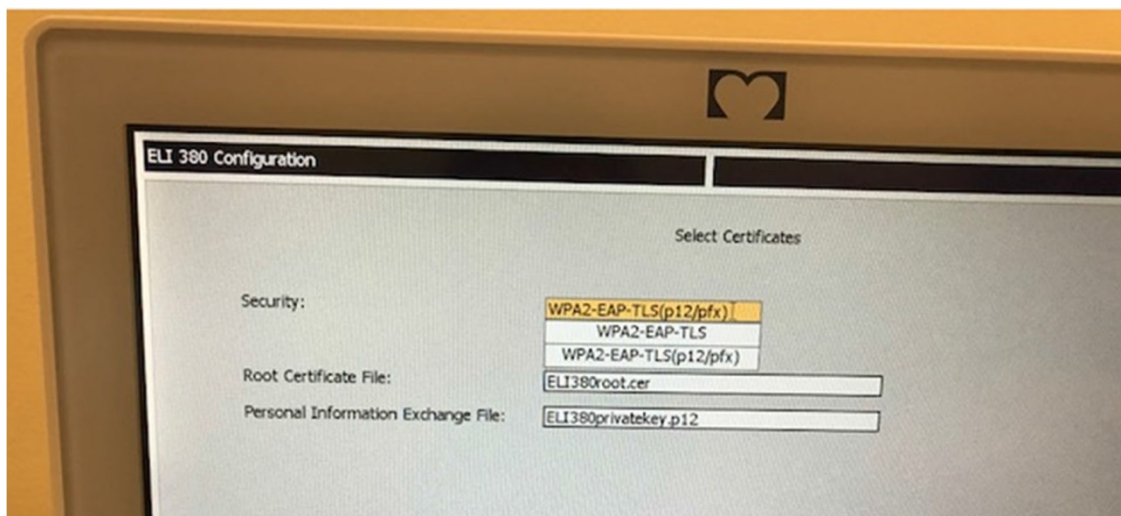 ELI 380 Configuration
Select Certificates
Security:
WPA2-EAP-TLS(p12/pfx)
WPA2-EAP-TLS
WPA2-EAP-TLS(p12/pfx)
Root Certificate File:
ELI380root.cer
Personal Information Exchange File:
ELI380privatekey.p12